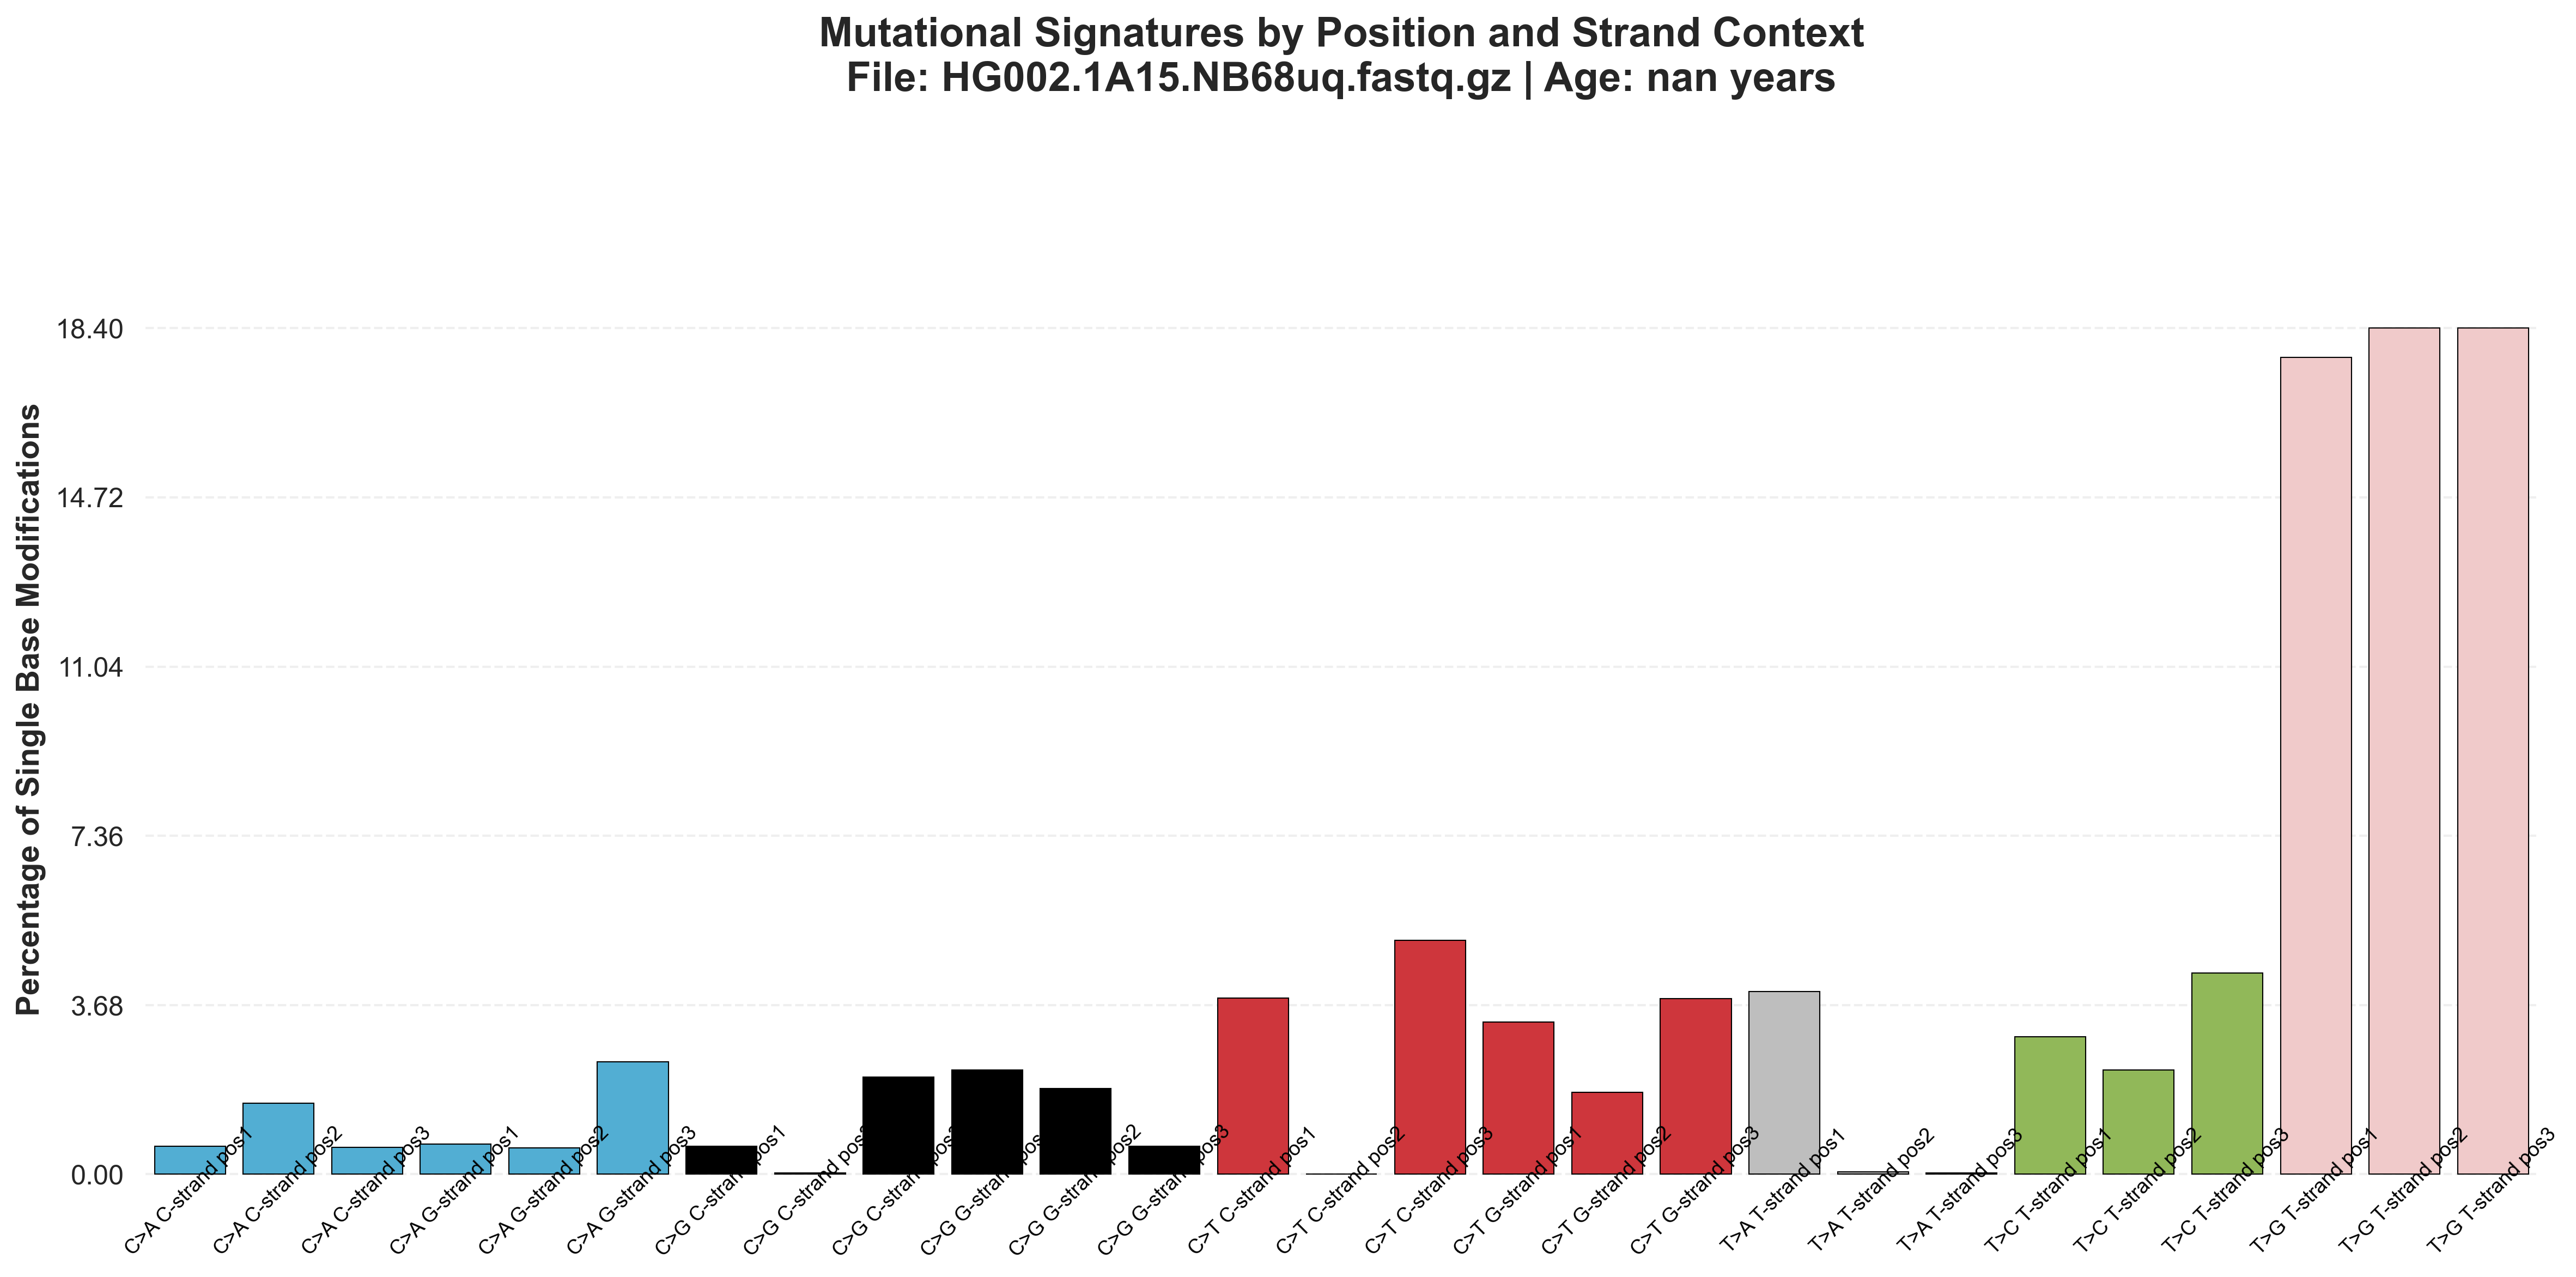 Mutational Signatures by Position and Strand Context
File: HG002.1A15.NB68uq.fastq.gz | Age: nan years
Percentage of Single Base Modifications
18.40
14.72
11.04
7.36
3.68
0.00
C>A C-strand pos1
C>A C-strand pos2
C>A C-strand pos3
C>A G-strand pos1
C>A G-strand pos2
C>A G-strand pos3
C>G C-strand pos1
C>G C-strand pos2
C>G C-strand pos3
C>G G-strand pos1
C>G G-strand pos2
C>G G-strand pos3
C>T C-strand pos1
C>T C-strand pos2
C>T C-strand pos3
C>T G-strand pos1
C>T G-strand pos2
C>T G-strand pos3
T>A T-strand pos1
T>A T-strand pos2
T>A T-strand pos3
T>C T-strand pos1
T>C T-strand pos2
T>C T-strand pos3
T>G T-strand pos1
T>G T-strand pos2
T>G T-strand pos3